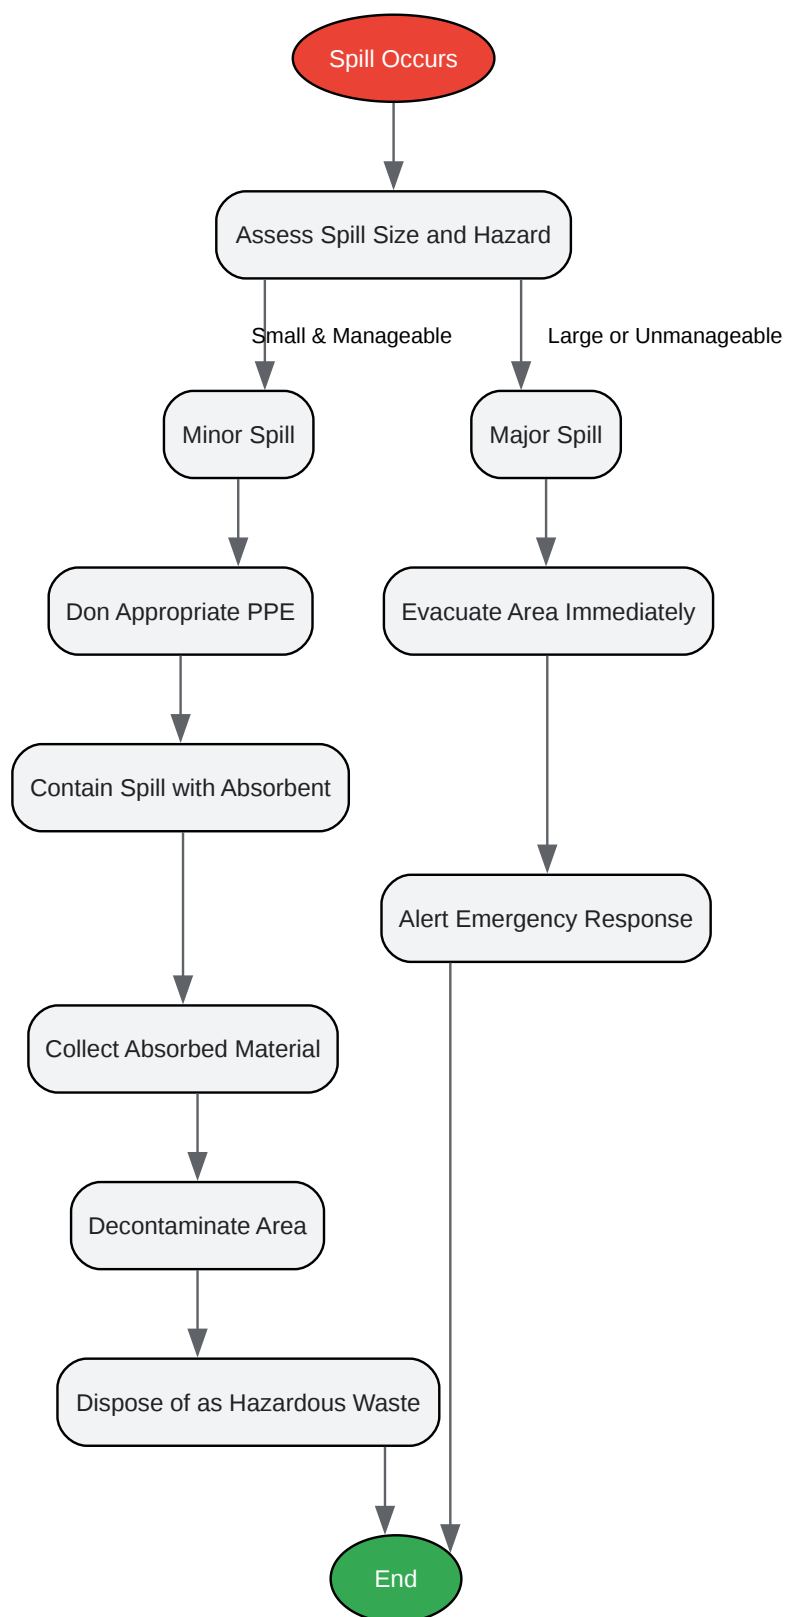 Spill Occurs
Assess Spill Size and Hazard
Small & Manageable
Large or Unmanageable
Minor Spill
Major Spill
Don Appropriate PPE
Evacuate Area Immediately
Contain Spill with Absorbent
Alert Emergency Response
Collect Absorbed Material
Decontaminate Area
Dispose of as Hazardous Waste
End